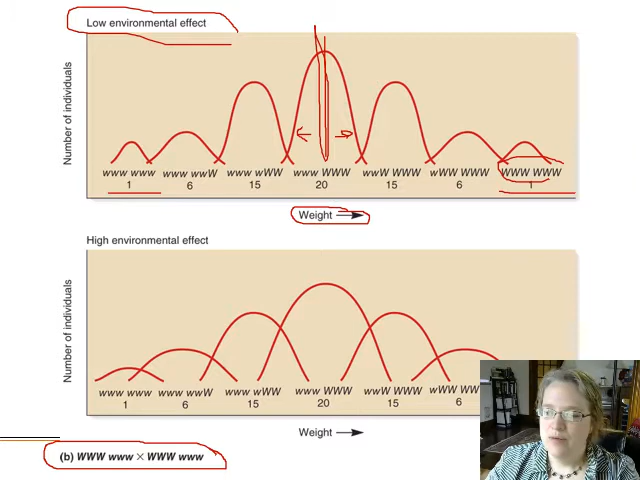 Low environmental effect
Number of individuals
www www www wwW www wWW www WWW wwW WWW wWW WWW WWW WWW
1 6 15 20 15 6 1
Weight
High environmental effect
Number of individuals
www www www wwW www wWW www WWW wwW WWW wWW WWW
1 6 15 20 15 6
Weight
(b) WWW www × WWW www